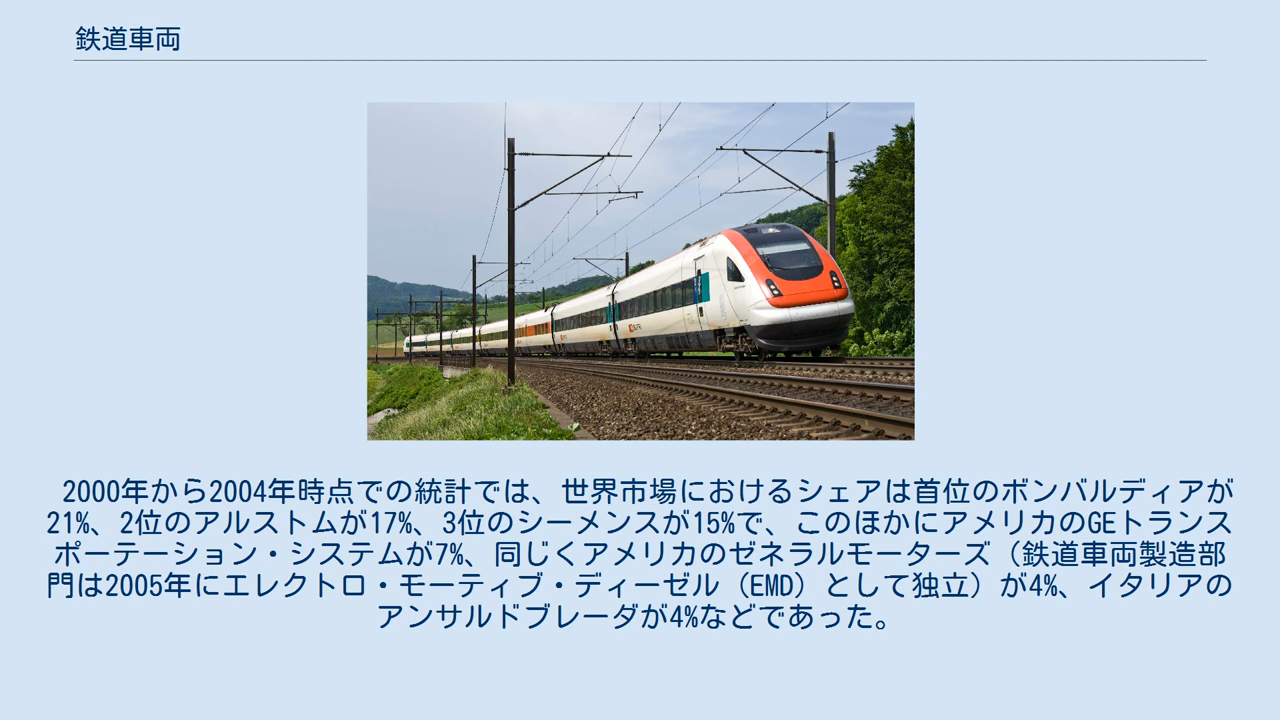 鉄道車両
2000年から2004年時点での統計では、世界市場におけるシェアは首位のボンバルディアが
21%、2位のアルストムが17%、3位のシーメンスが15%で、このほかにアメリカのGEトランス
ポーテーション・システムが7%、同じくアメリカのゼネラルモーターズ（鉄道車両製造部
門は2005年にエレクトロ・モーティブ・ディーゼル（EMD）として独立）が4%、イタリアの
アンサルドブレーダが4%などであった。